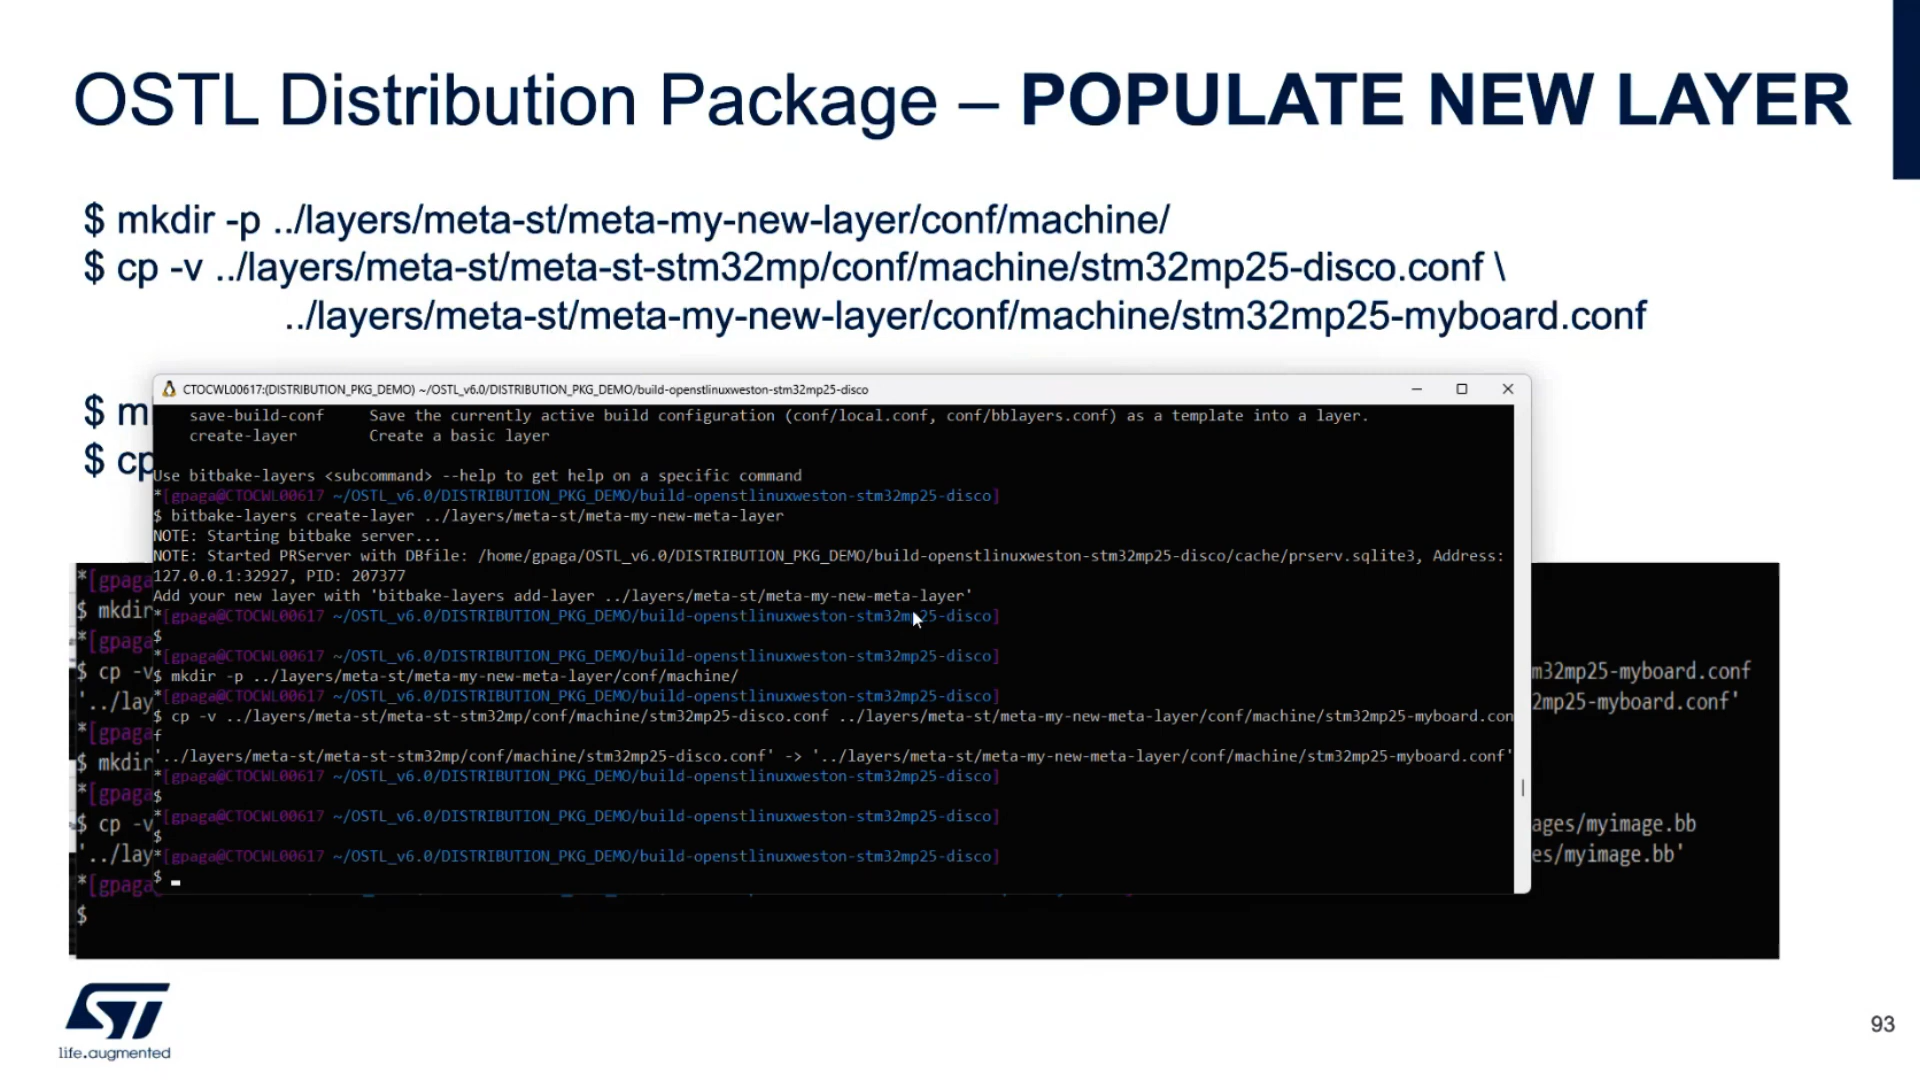 OSTL Distribution Package – POPULATE NEW LAYER
$ mkdir -p ../layers/meta-st/meta-my-new-layer/conf/machine/
$ cp -v ../layers/meta-st/meta-st-stm32mp/conf/machine/stm32mp25-disco.conf \
../layers/meta-st/meta-my-new-layer/conf/machine/stm32mp25-myboard.conf
$ m
$ cp
CTOCWL00617:(DISTRIBUTION_PKG_DEMO) ~/OSTL_v6.0/DISTRIBUTION_PKG_DEMO/build-openstlinuxweston-stm32mp25-disco
save-build-conf     Save the currently active build configuration (conf/local.conf, conf/bblayers.conf) as a template into a layer.
create-layer        Create a basic layer
Use bitbake-layers <subcommand> --help to get help on a specific command
*[gpaga@CTOCWL00617 ~/OSTL_v6.0/DISTRIBUTION_PKG_DEMO/build-openstlinuxweston-stm32mp25-disco]
$ bitbake-layers create-layer ../layers/meta-st/meta-my-new-meta-layer
NOTE: Starting bitbake server...
NOTE: Started PRServer with DBfile: /home/gpaga/OSTL_v6.0/DISTRIBUTION_PKG_DEMO/build-openstlinuxweston-stm32mp25-disco/cache/prserv.sqlite3, Address:
127.0.0.1:32927, PID: 207377
Add your new layer with 'bitbake-layers add-layer ../layers/meta-st/meta-my-new-meta-layer'
*[gpaga@CTOCWL00617 ~/OSTL_v6.0/DISTRIBUTION_PKG_DEMO/build-openstlinuxweston-stm32mp25-disco]
$
*[gpaga@CTOCWL00617 ~/OSTL_v6.0/DISTRIBUTION_PKG_DEMO/build-openstlinuxweston-stm32mp25-disco]
$ mkdir -p ../layers/meta-st/meta-my-new-meta-layer/conf/machine/
*[gpaga@CTOCWL00617 ~/OSTL_v6.0/DISTRIBUTION_PKG_DEMO/build-openstlinuxweston-stm32mp25-disco]
$ cp -v ../layers/meta-st/meta-st-stm32mp/conf/machine/stm32mp25-disco.conf ../layers/meta-st/meta-my-new-meta-layer/conf/machine/stm32mp25-myboard.con
f
'../layers/meta-st/meta-st-stm32mp/conf/machine/stm32mp25-disco.conf' -> '../layers/meta-st/meta-my-new-meta-layer/conf/machine/stm32mp25-myboard.conf'
*[gpaga@CTOCWL00617 ~/OSTL_v6.0/DISTRIBUTION_PKG_DEMO/build-openstlinuxweston-stm32mp25-disco]
$
*[gpaga@CTOCWL00617 ~/OSTL_v6.0/DISTRIBUTION_PKG_DEMO/build-openstlinuxweston-stm32mp25-disco]
$
*[gpaga@CTOCWL00617 ~/OSTL_v6.0/DISTRIBUTION_PKG_DEMO/build-openstlinuxweston-stm32mp25-disco]
$
*[gpaga
$ mkdir
*[gpaga
$ cp -v m32mp25-myboard.conf
'../lay 2mp25-myboard.conf'
*[gpaga
$ mkdir
*[gpaga
$ cp -v ages/myimage.bb
'../lay es/myimage.bb'
*[gpaga
$
ST
life.augmented
93